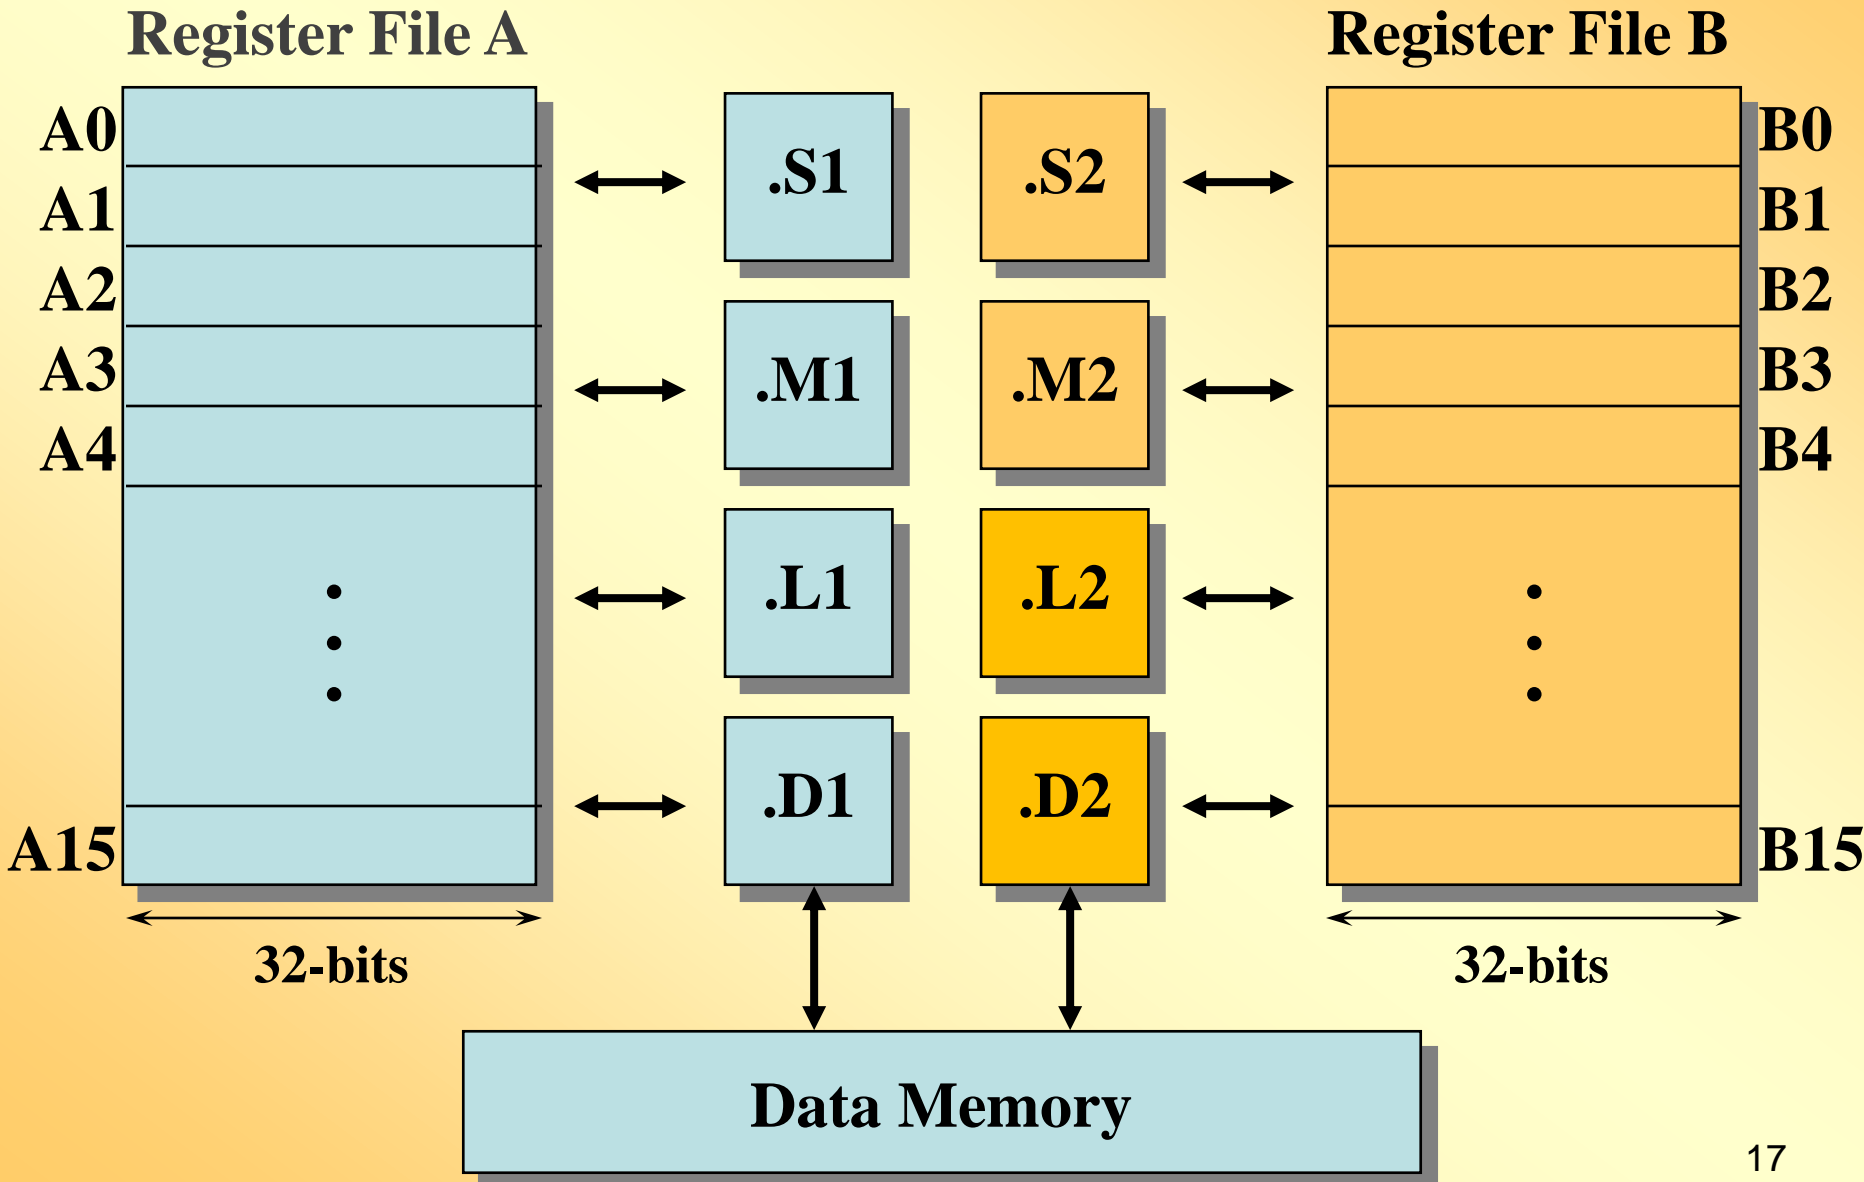 Register File A
Register File B
A0
A1
A2
A3
A4
A15
.S1
.S2
.M1
.M2
.L1
.L2
.D1
.D2
B0
B1
B2
B3
B4
B15
32-bits
32-bits
Data Memory
17